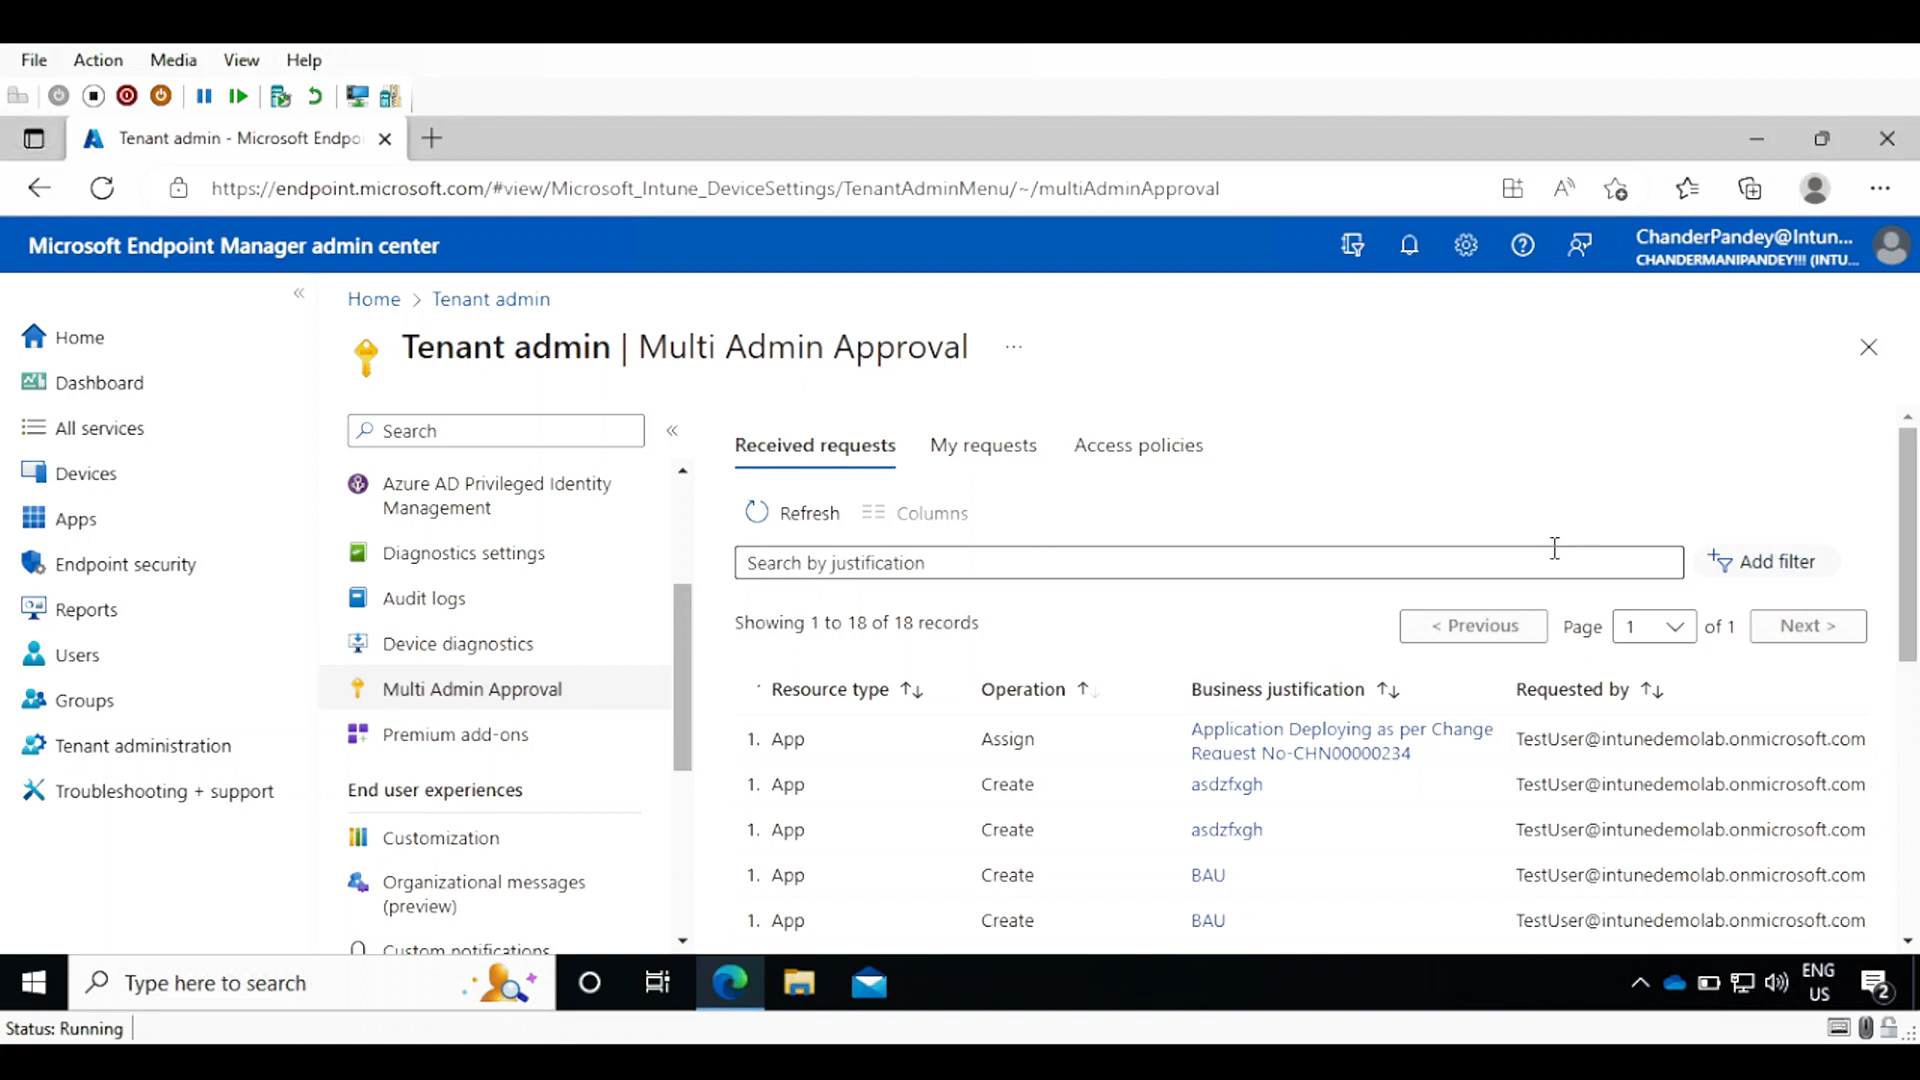 File Action Media View Help
Tenant admin - Microsoft Endpo
https://endpoint.microsoft.com/#view/Microsoft_Intune_DeviceSettings/TenantAdminMenu/~/multiAdminApproval
Microsoft Endpoint Manager admin center
ChanderPandey@Intun...
CHANDERMANIPANDEY!!! (INTU...
Home
Dashboard
All services
Devices
Apps
Endpoint security
Reports
Users
Groups
Tenant administration
Troubleshooting + support
Home > Tenant admin
Tenant admin | Multi Admin Approval
Search
Azure AD Privileged Identity
Management
Diagnostics settings
Audit logs
Device diagnostics
Multi Admin Approval
Premium add-ons
End user experiences
Customization
Organizational messages
(preview)
Custom notifications
Received requests My requests Access policies
Refresh Columns
Search by justification
Add filter
Showing 1 to 18 of 18 records
< Previous Page 1 of 1 Next >
Resource type Operation Business justification Requested by
1. App Assign Application Deploying as per Change
Request No-CHN00000234 TestUser@intunedemolab.onmicrosoft.com
1. App Create asdzfxgh TestUser@intunedemolab.onmicrosoft.com
1. App Create asdzfxgh TestUser@intunedemolab.onmicrosoft.com
1. App Create BAU TestUser@intunedemolab.onmicrosoft.com
1. App Create BAU TestUser@intunedemolab.onmicrosoft.com
Type here to search
ENG
US
2
Status: Running